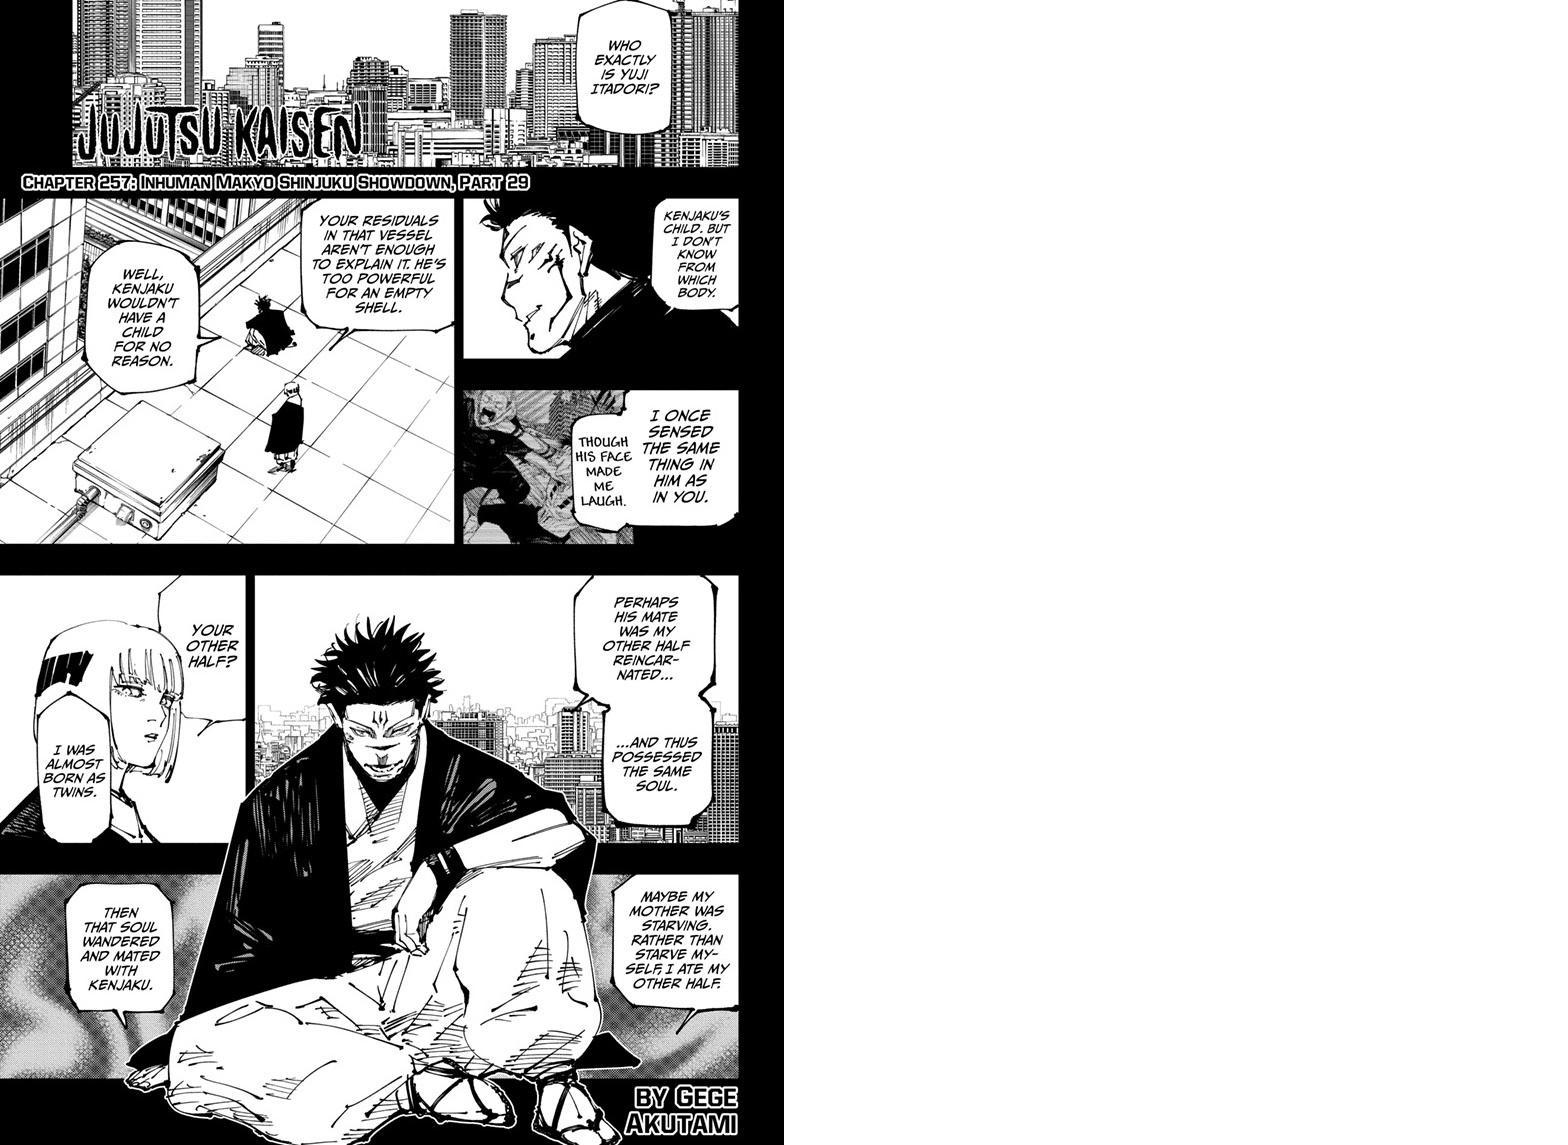 WHO
EXACTLY
IS YUJI
ITADORI?
JUJUTSU KAISEN
CHAPTER 257: INHUMAN MAKYO SHINJUKU SHOWDOWN, PART 29
KENJAKU'S
CHILD. BUT
I DON'T
KNOW
FROM
WHICH
BODY.
YOUR RESIDUALS
IN THAT VESSEL
AREN'T ENOUGH
TO EXPLAIN IT. HE'S
TOO POWERFUL
FOR AN EMPTY
SHELL.
WELL,
KENJAKU
WOULDN'T
HAVE A
CHILD
FOR NO
REASON.
I ONCE
SENSED
THE SAME
THING IN
HIM AS
IN YOU.
THOUGH
HIS FACE
MADE
ME
LAUGH.
PERHAPS
HIS MATE
WAS MY
OTHER HALF
REINCAR-
NATED...
...AND THUS
POSSESSED
THE SAME
SOUL.
YOUR
OTHER
HALF?
I WAS
ALMOST
BORN AS
TWINS.
MAYBE MY
MOTHER WAS
STARVING.
RATHER THAN
STARVE MY-
SELF, I ATE MY
OTHER HALF.
THEN
THAT SOUL
WANDERED
AND MATED
WITH
KENJAKU.
BY GEGE
AKUTAMI